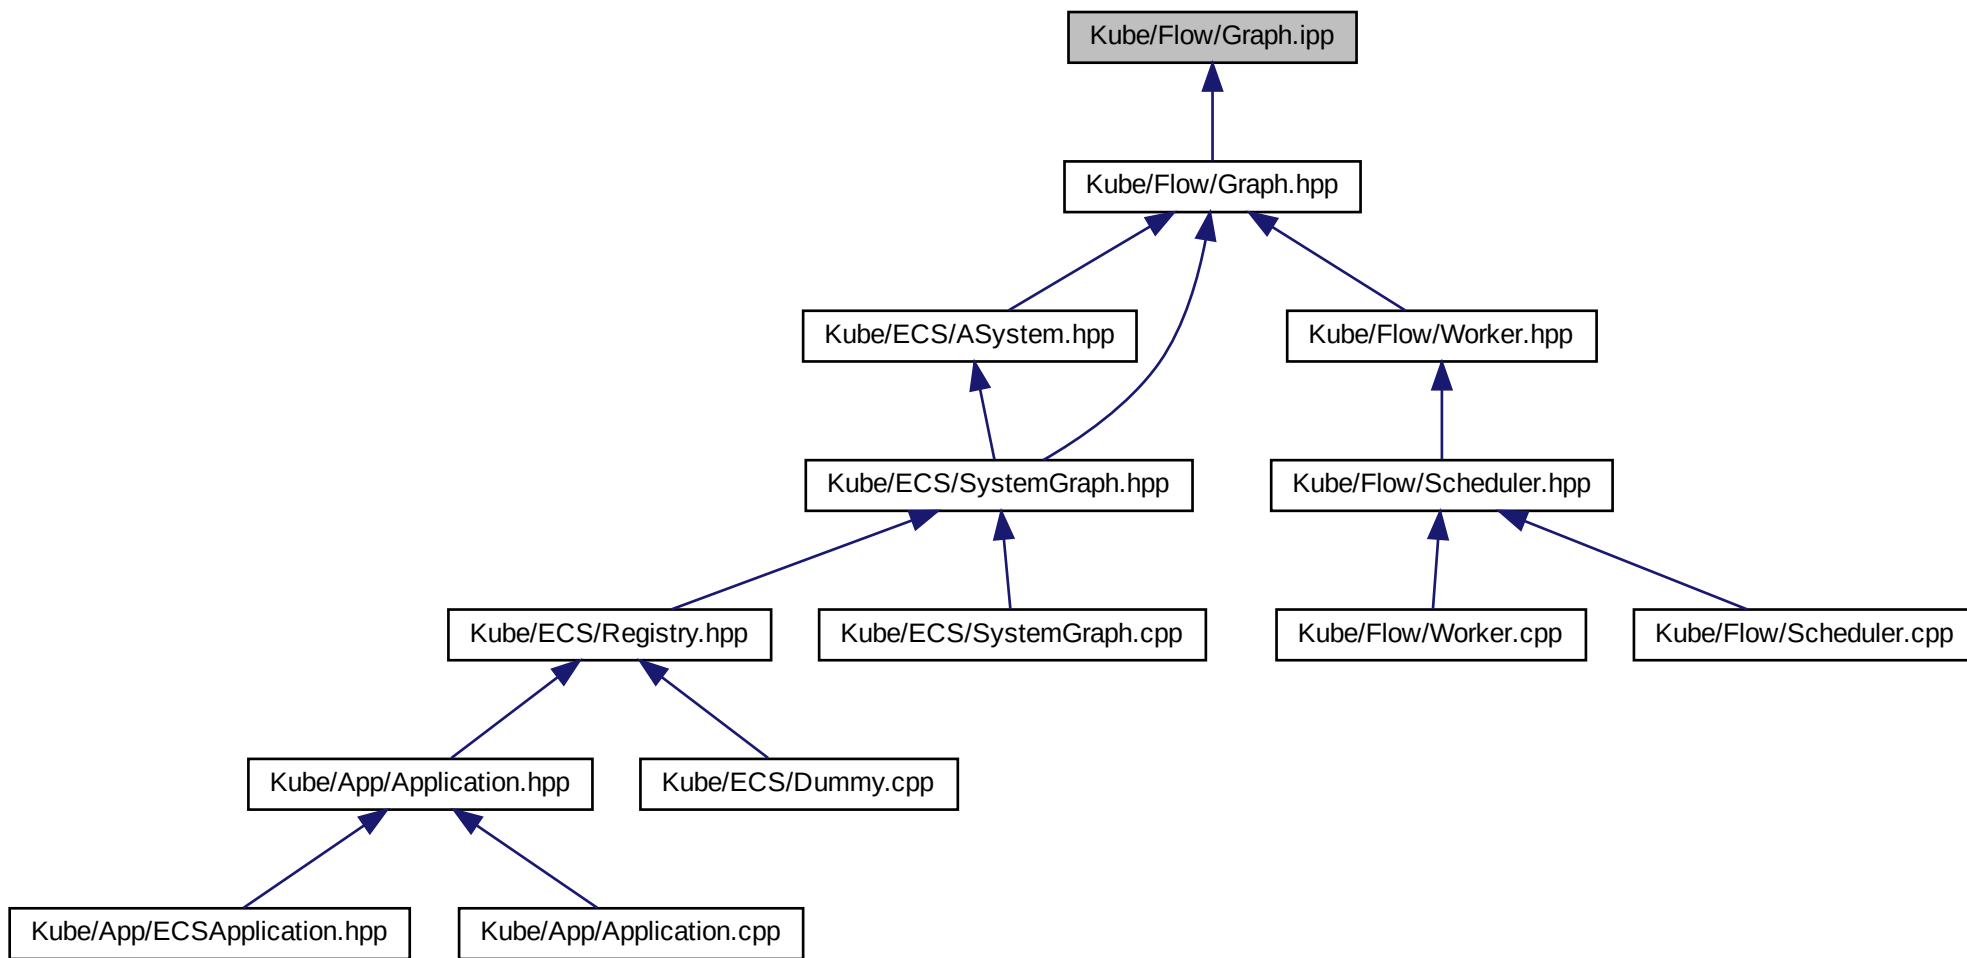 Kube/Flow/Graph.ipp
Kube/Flow/Graph.hpp
Kube/ECS/ASystem.hpp
Kube/Flow/Worker.hpp
Kube/ECS/SystemGraph.hpp
Kube/Flow/Scheduler.hpp
Kube/ECS/Registry.hpp
Kube/ECS/SystemGraph.cpp
Kube/Flow/Worker.cpp
Kube/Flow/Scheduler.cpp
Kube/App/Application.hpp
Kube/ECS/Dummy.cpp
Kube/App/ECSApplication.hpp
Kube/App/Application.cpp